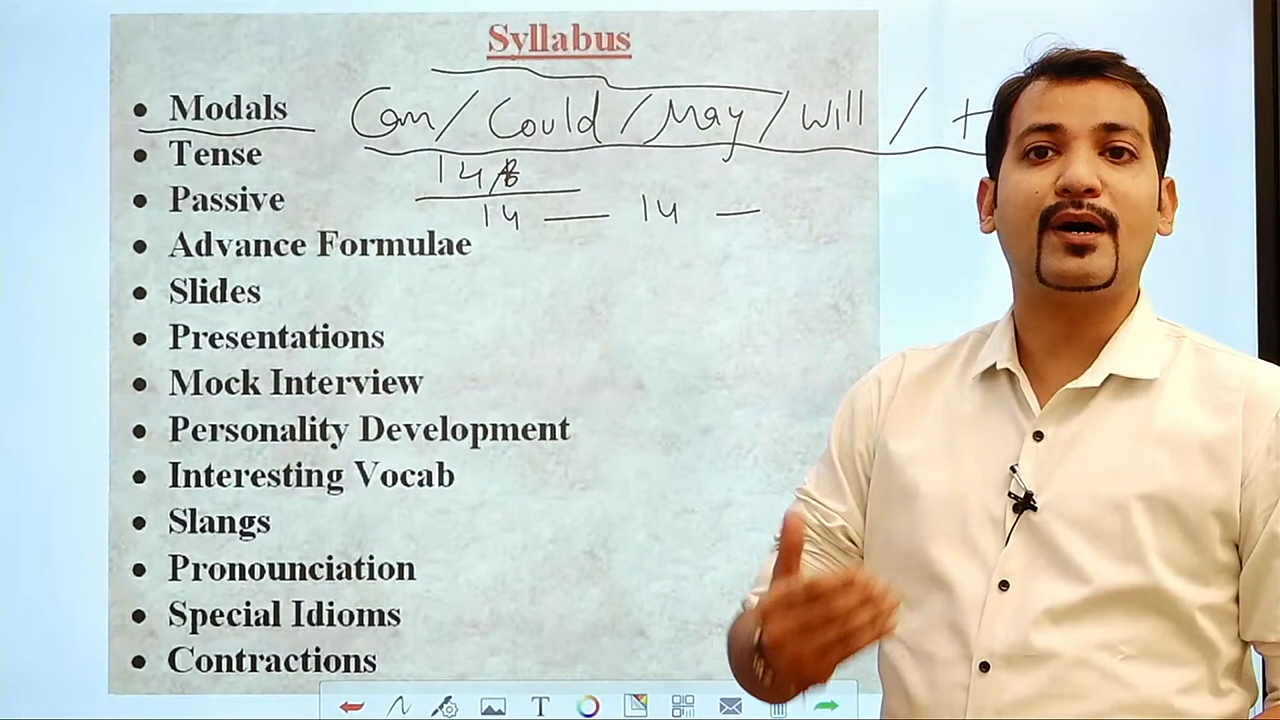 Syllabus
• Modals Can / Could / May / Will /
• Tense
14
• Passive
14 — 14 —
• Advance Formulae
• Slides
• Presentations
• Mock Interview
• Personality Development
• Interesting Vocab
• Slangs
• Pronounciation
• Special Idioms
• Contractions
T